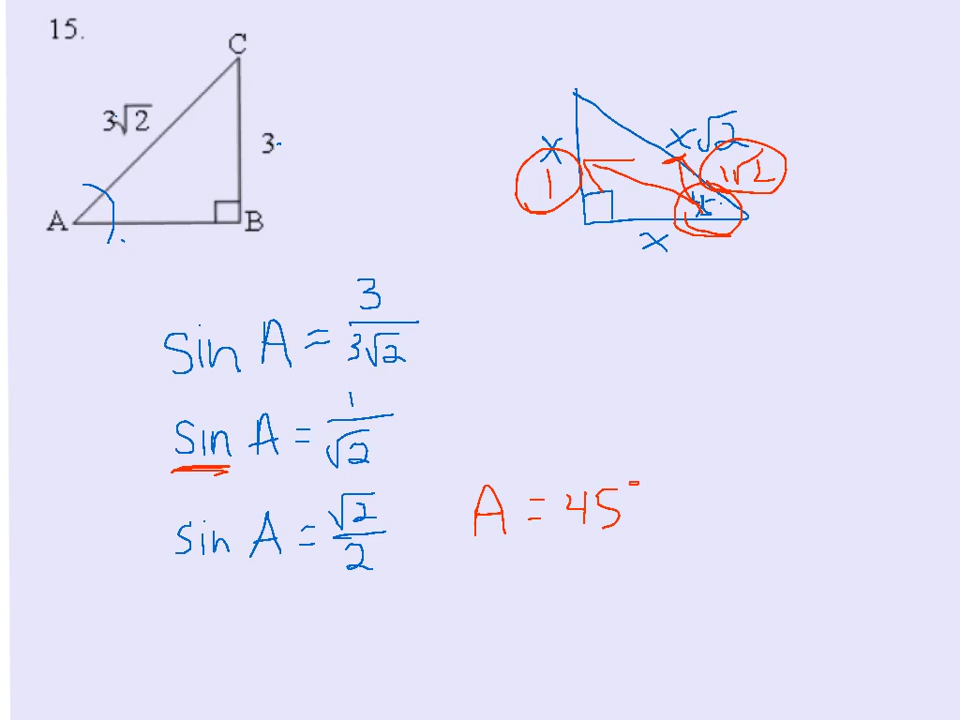 15.
C
3√2
3
A
B
x
x√2
1
1√2
x
sin A = 3/3√2
sin A = 1/√2
sin A = √2/2
A = 45°